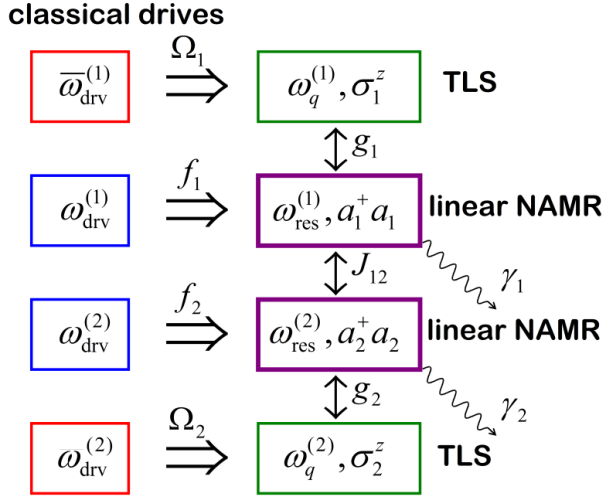 classical drives
ω̅_drv^(1) Ω_1 ω_q^(1), σ_1^z TLS
g_1
ω_drv^(1) f_1 ω_res^(1), a_1^+ a_1 linear NAMR
J_12 γ_1
ω_drv^(2) f_2 ω_res^(2), a_2^+ a_2 linear NAMR
g_2 γ_2
ω_drv^(2) Ω_2 ω_q^(2), σ_2^z TLS